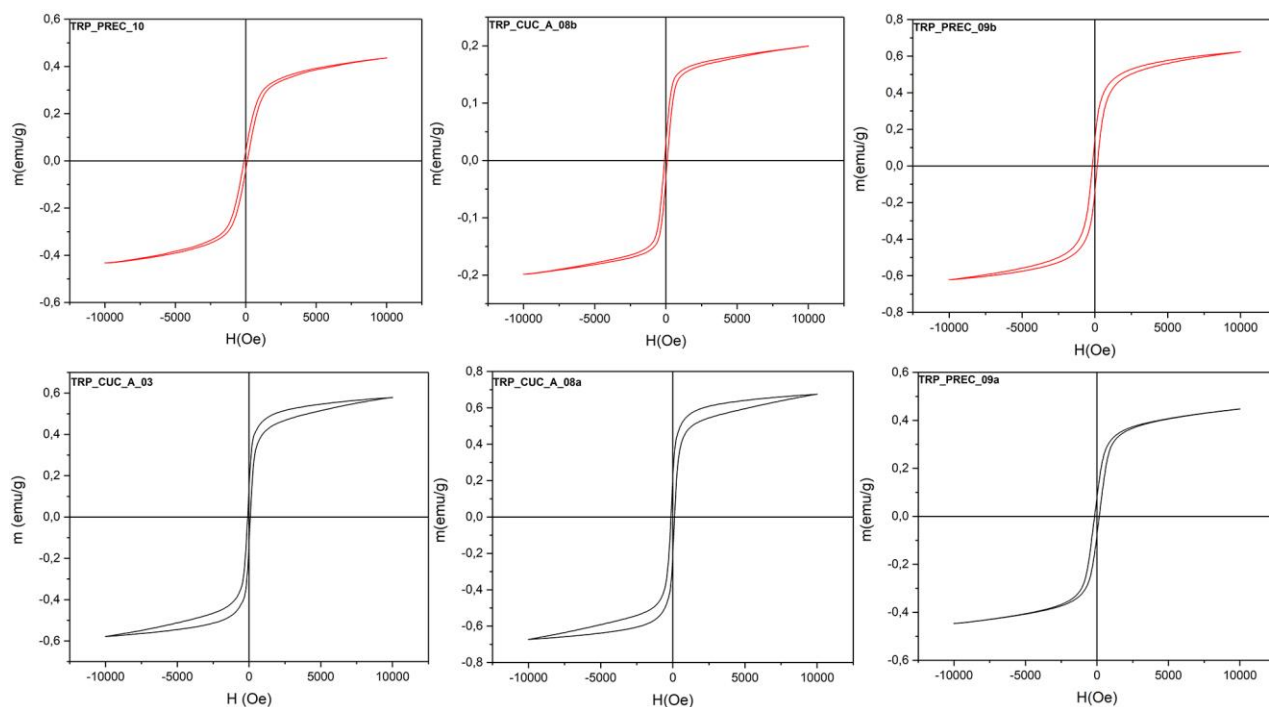 TRP_PREC_10
0,6
0,4
0,2
0,0
-0,2
-0,4
-0,6
m(emu/g)
-10000 -5000 0 5000 10000
H(Oe)
TRP_CUC_A_08b
0,2
0,1
0,0
-0,1
-0,2
m(emu/g)
-10000 -5000 0 5000 10000
H(Oe)
TRP_PREC_09b
0,8
0,6
0,4
0,2
0,0
-0,2
-0,4
-0,6
-0,8
m(emu/g)
-10000 -5000 0 5000 10000
H(Oe)
TRP_CUC_A_03
0,6
0,4
0,2
0,0
-0,2
-0,4
-0,6
m (emu/g)
-10000 -5000 0 5000 10000
H (Oe)
TRP_CUC_A_08a
0,8
0,6
0,4
0,2
0,0
-0,2
-0,4
-0,6
-0,8
m(emu/g)
-10000 -5000 0 5000 10000
H(Oe)
TRP_PREC_09a
0,6
0,4
0,2
0,0
-0,2
-0,4
-0,6
m(emu/g)
-10000 -5000 0 5000 10000
H(Oe)